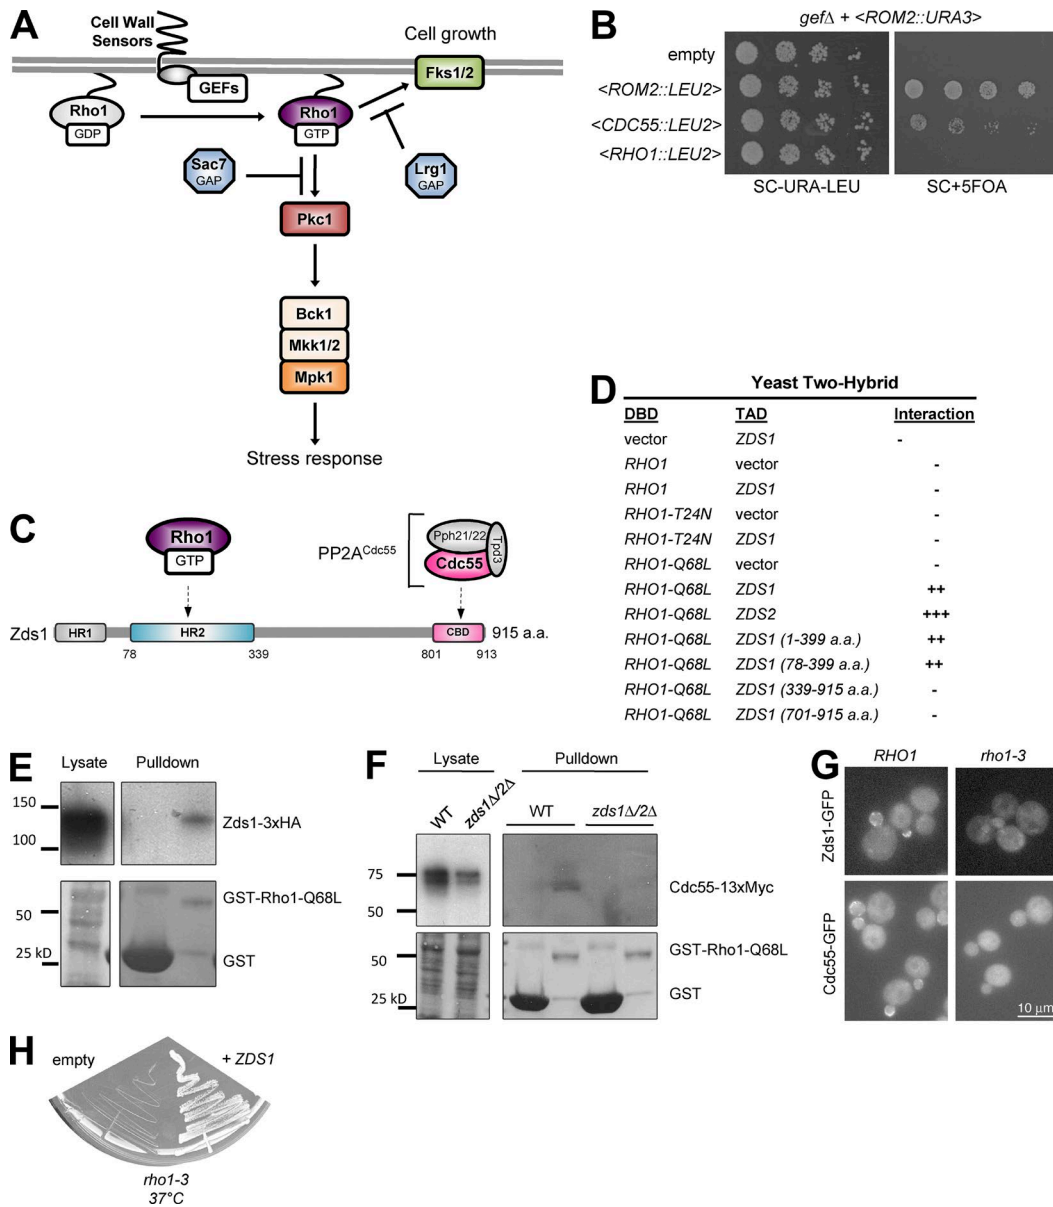 A
Cell Wall
Sensors
GEFs
Rho1
GDP
Rho1
GTP
Cell growth
Fks1/2
Sac7
GAP
Lrg1
GAP
Pkc1
Bck1
Mkk1/2
Mpk1
Stress response
B
gefΔ + <ROM2::URA3>
empty
<ROM2::LEU2>
<CDC55::LEU2>
<RHO1::LEU2>
SC-URA-LEU SC+5FOA
C
Rho1
GTP
PP2A^Cdc55
Pph21/22
Tpd3
Cdc55
Zds1 HR1 HR2 CBD 915 a.a.
78 339 801 913
D
Yeast Two-Hybrid
DBD TAD Interaction
vector ZDS1 -
RHO1 vector -
RHO1 ZDS1 -
RHO1-T24N vector -
RHO1-T24N ZDS1 -
RHO1-Q68L vector -
RHO1-Q68L ZDS1 ++
RHO1-Q68L ZDS2 +++
RHO1-Q68L ZDS1 (1-399 a.a.) ++
RHO1-Q68L ZDS1 (78-399 a.a.) ++
RHO1-Q68L ZDS1 (339-915 a.a.) -
RHO1-Q68L ZDS1 (701-915 a.a.) -
E
Lysate Pulldown
150
100
Zds1-3xHA
50
25 kD
GST-Rho1-Q68L
GST
F
Lysate Pulldown
WT zds1Δ/2Δ WT zds1Δ/2Δ
75
50
Cdc55-13xMyc
50
25 kD
GST-Rho1-Q68L
GST
G
RHO1 rho1-3
Zds1-GFP
Cdc55-GFP
10 µm
H
empty + ZDS1
rho1-3
37°C